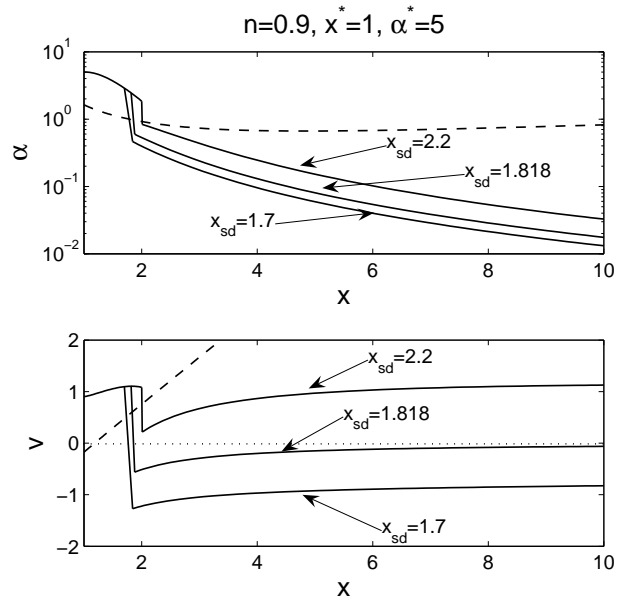 n=0.9, x*=1, α*=5
10^1
10^0
10^-1
10^-2
α
x_sd=2.2
x_sd=1.818
x_sd=1.7
2 4 6 8 10
x
2
1
0
-1
-2
v
x_sd=2.2
x_sd=1.818
x_sd=1.7
2 4 6 8 10
x